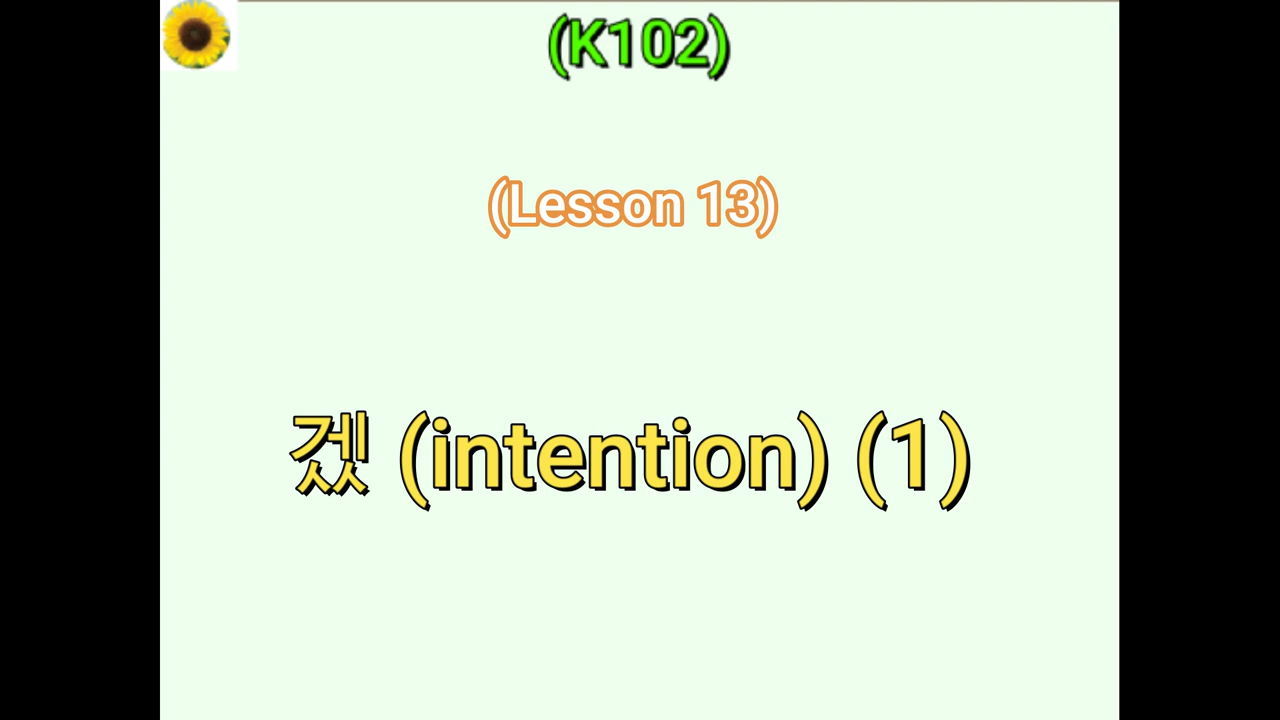 (K102)
(Lesson 13)
겠 (intention) (1)